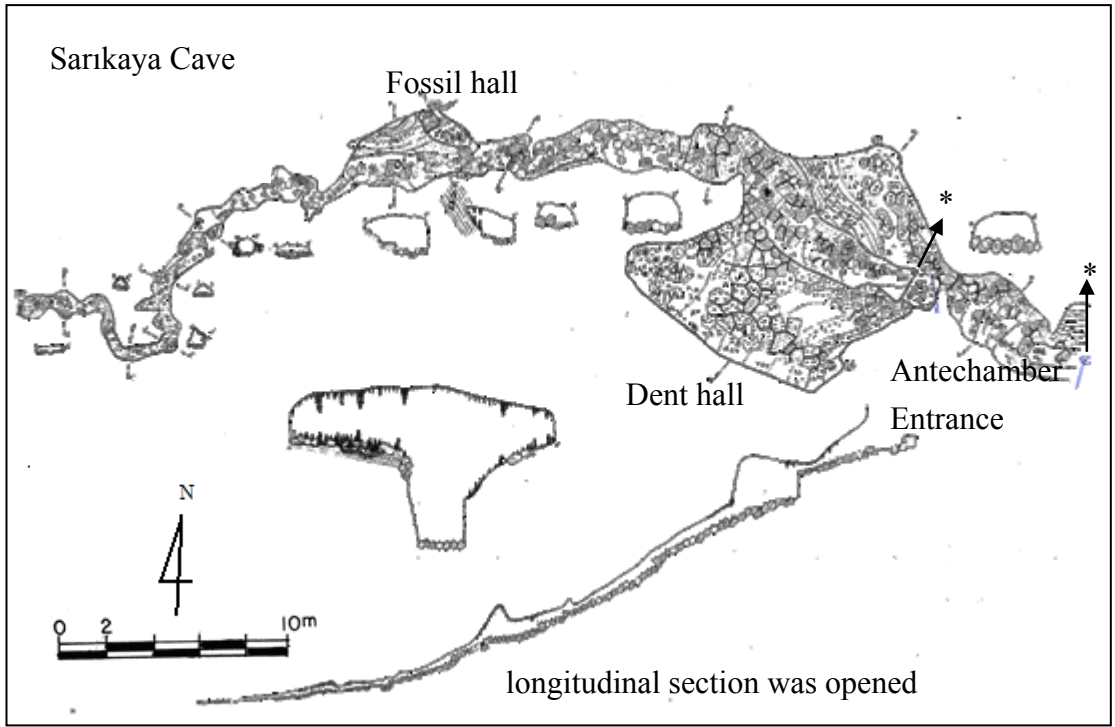 Sarıkaya Cave
Fossil hall
*
*
Dent hall
Antechamber
Entrance
N
0 2 10m
longitudinal section was opened